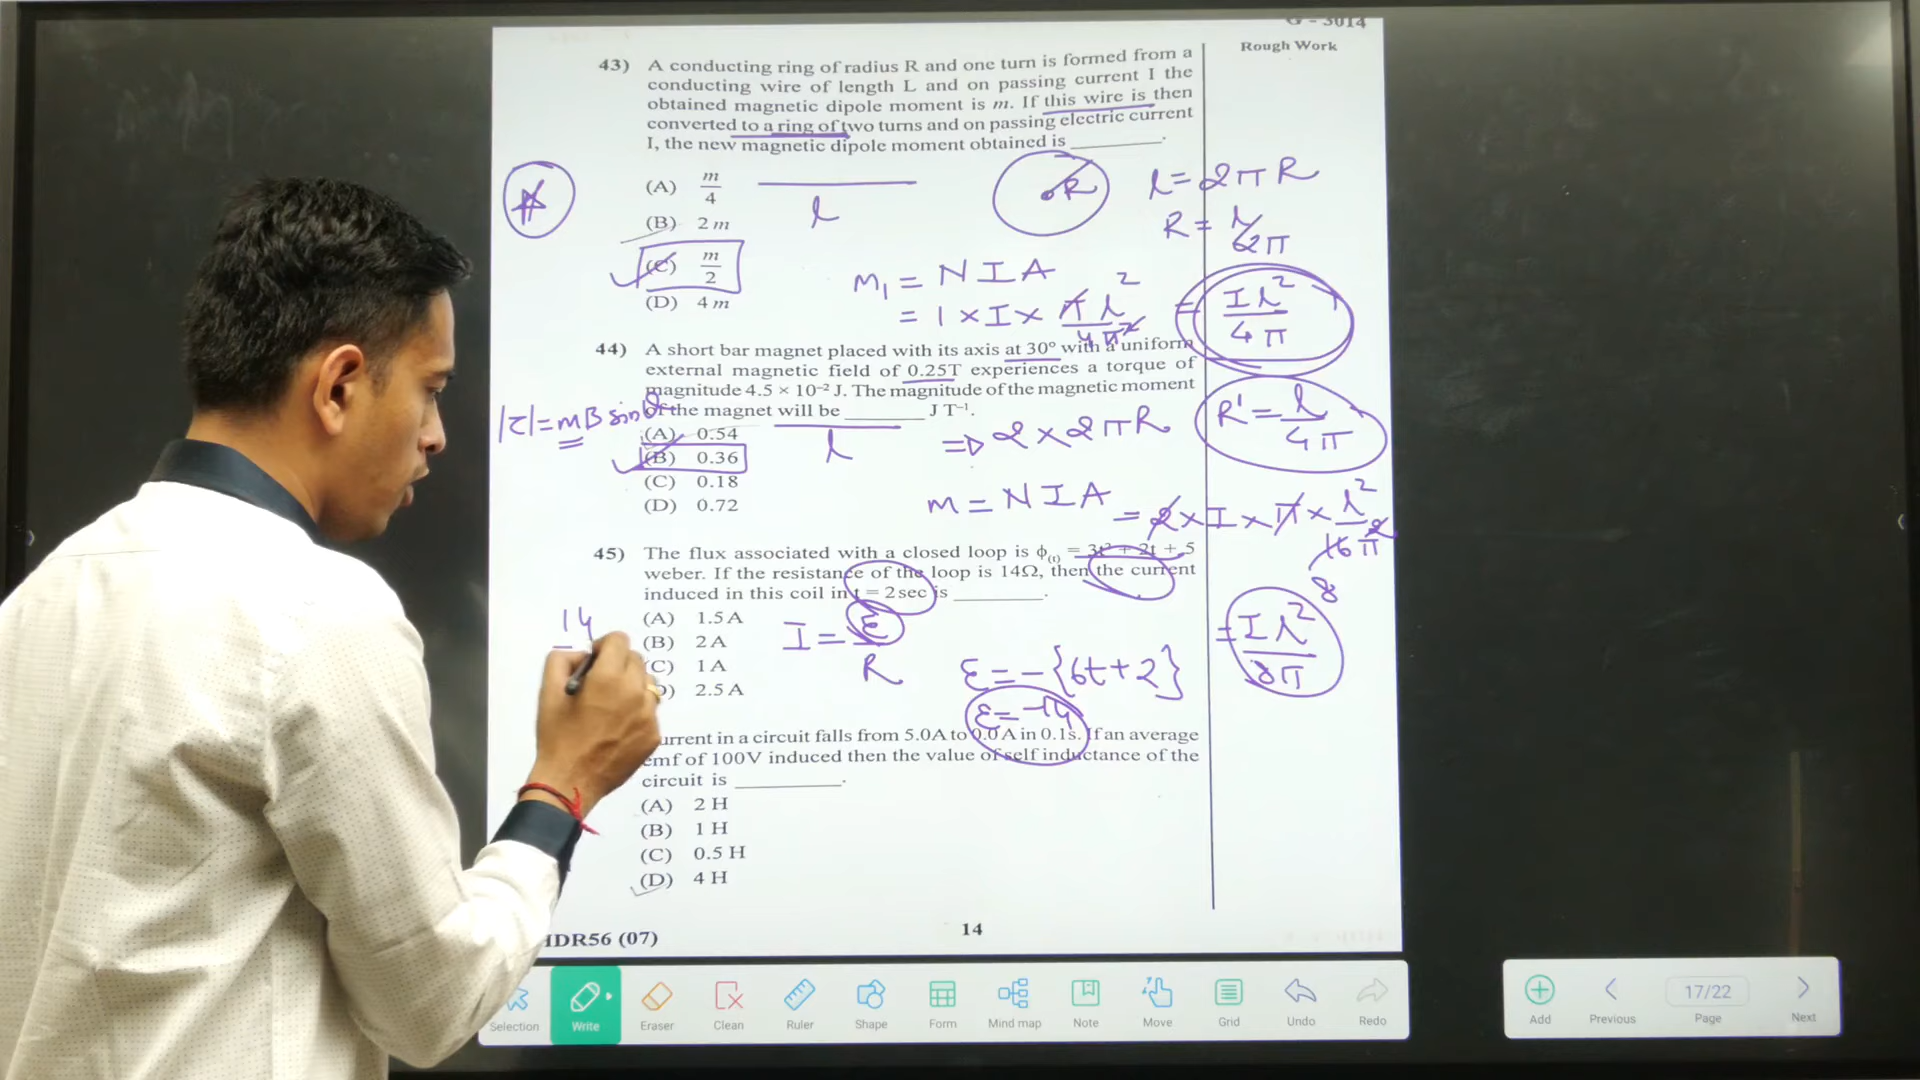 G - 3014
Rough Work
43) A conducting ring of radius R and one turn is formed from a
conducting wire of length L and on passing current I the
obtained magnetic dipole moment is m. If this wire is then
converted to a ring of two turns and on passing electric current
I, the new magnetic dipole moment obtained is ________.
(A) m/4
(B) 2 m
(C) m/2
(D) 4 m
l
R
l = 2πR
R = l/2π
m₁ = NIA
= 1 × I × πl²/4π² = Il²/4π
44) A short bar magnet placed with its axis at 30° with a uniform
external magnetic field of 0.25T experiences a torque of
magnitude 4.5 × 10⁻² J. The magnitude of the magnetic moment
of the magnet will be ________ J T⁻¹.
(A) 0.54
(B) 0.36
(C) 0.18
(D) 0.72
|τ| = mB sinθ
l
⇒ 2 × 2πR
R' = l/4π
m = NIA = 2 × I × π × l²/16π²
8
= Il²/8π
45) The flux associated with a closed loop is ϕ(t) = 3t² + 2t + 5
weber. If the resistance of the loop is 14Ω, then the current
induced in this coil in t = 2 sec is ________.
(A) 1.5 A
(B) 2 A
(C) 1 A
(D) 2.5 A
14
I = ε/R
ε = -{6t+2}
ε = -14
urrent in a circuit falls from 5.0A to 0.0A in 0.1s. If an average
emf of 100V induced then the value of self inductance of the
circuit is ________.
(A) 2 H
(B) 1 H
(C) 0.5 H
(D) 4 H
HDR56 (07)
14
Selection Write Eraser Clean Ruler Shape Form Mind map Note Move Grid Undo Redo
17/22
Add Previous Page Next